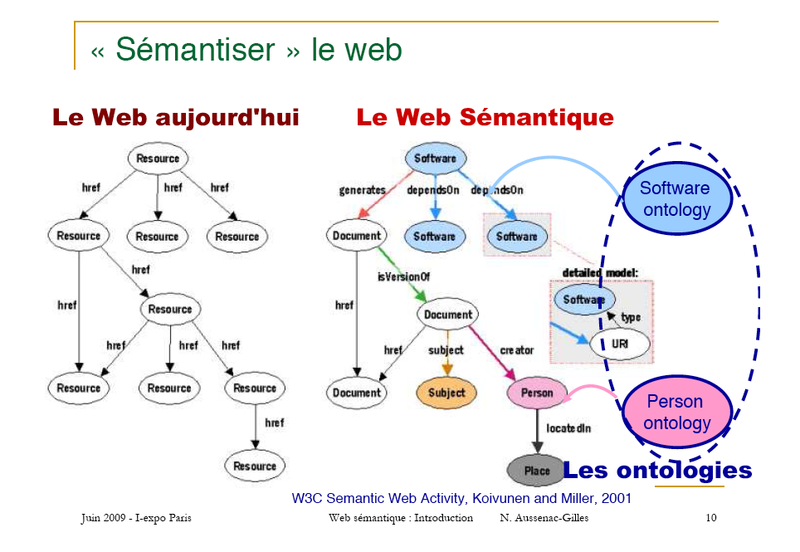 « Sémantiser » le web
Le Web aujourd'hui
Resource
href
href
href
Resource
Resource
Resource
href
href
Resource
href
href
href
Resource
Resource
Resource
href
Resource
Le Web Sémantique
Software
generates
dependsOn
dependsOn
Document
Software
Software
isVersionOf
detailed model:
Software
type
URI
href
Document
href
subject
creator
Document
Subject
Person
locatedIn
Place
Software
ontology
Person
ontology
Les ontologies
W3C Semantic Web Activity, Koivunen and Miller, 2001
Juin 2009 - I-expo Paris
Web sémantique : Introduction
N. Aussenac-Gilles
10